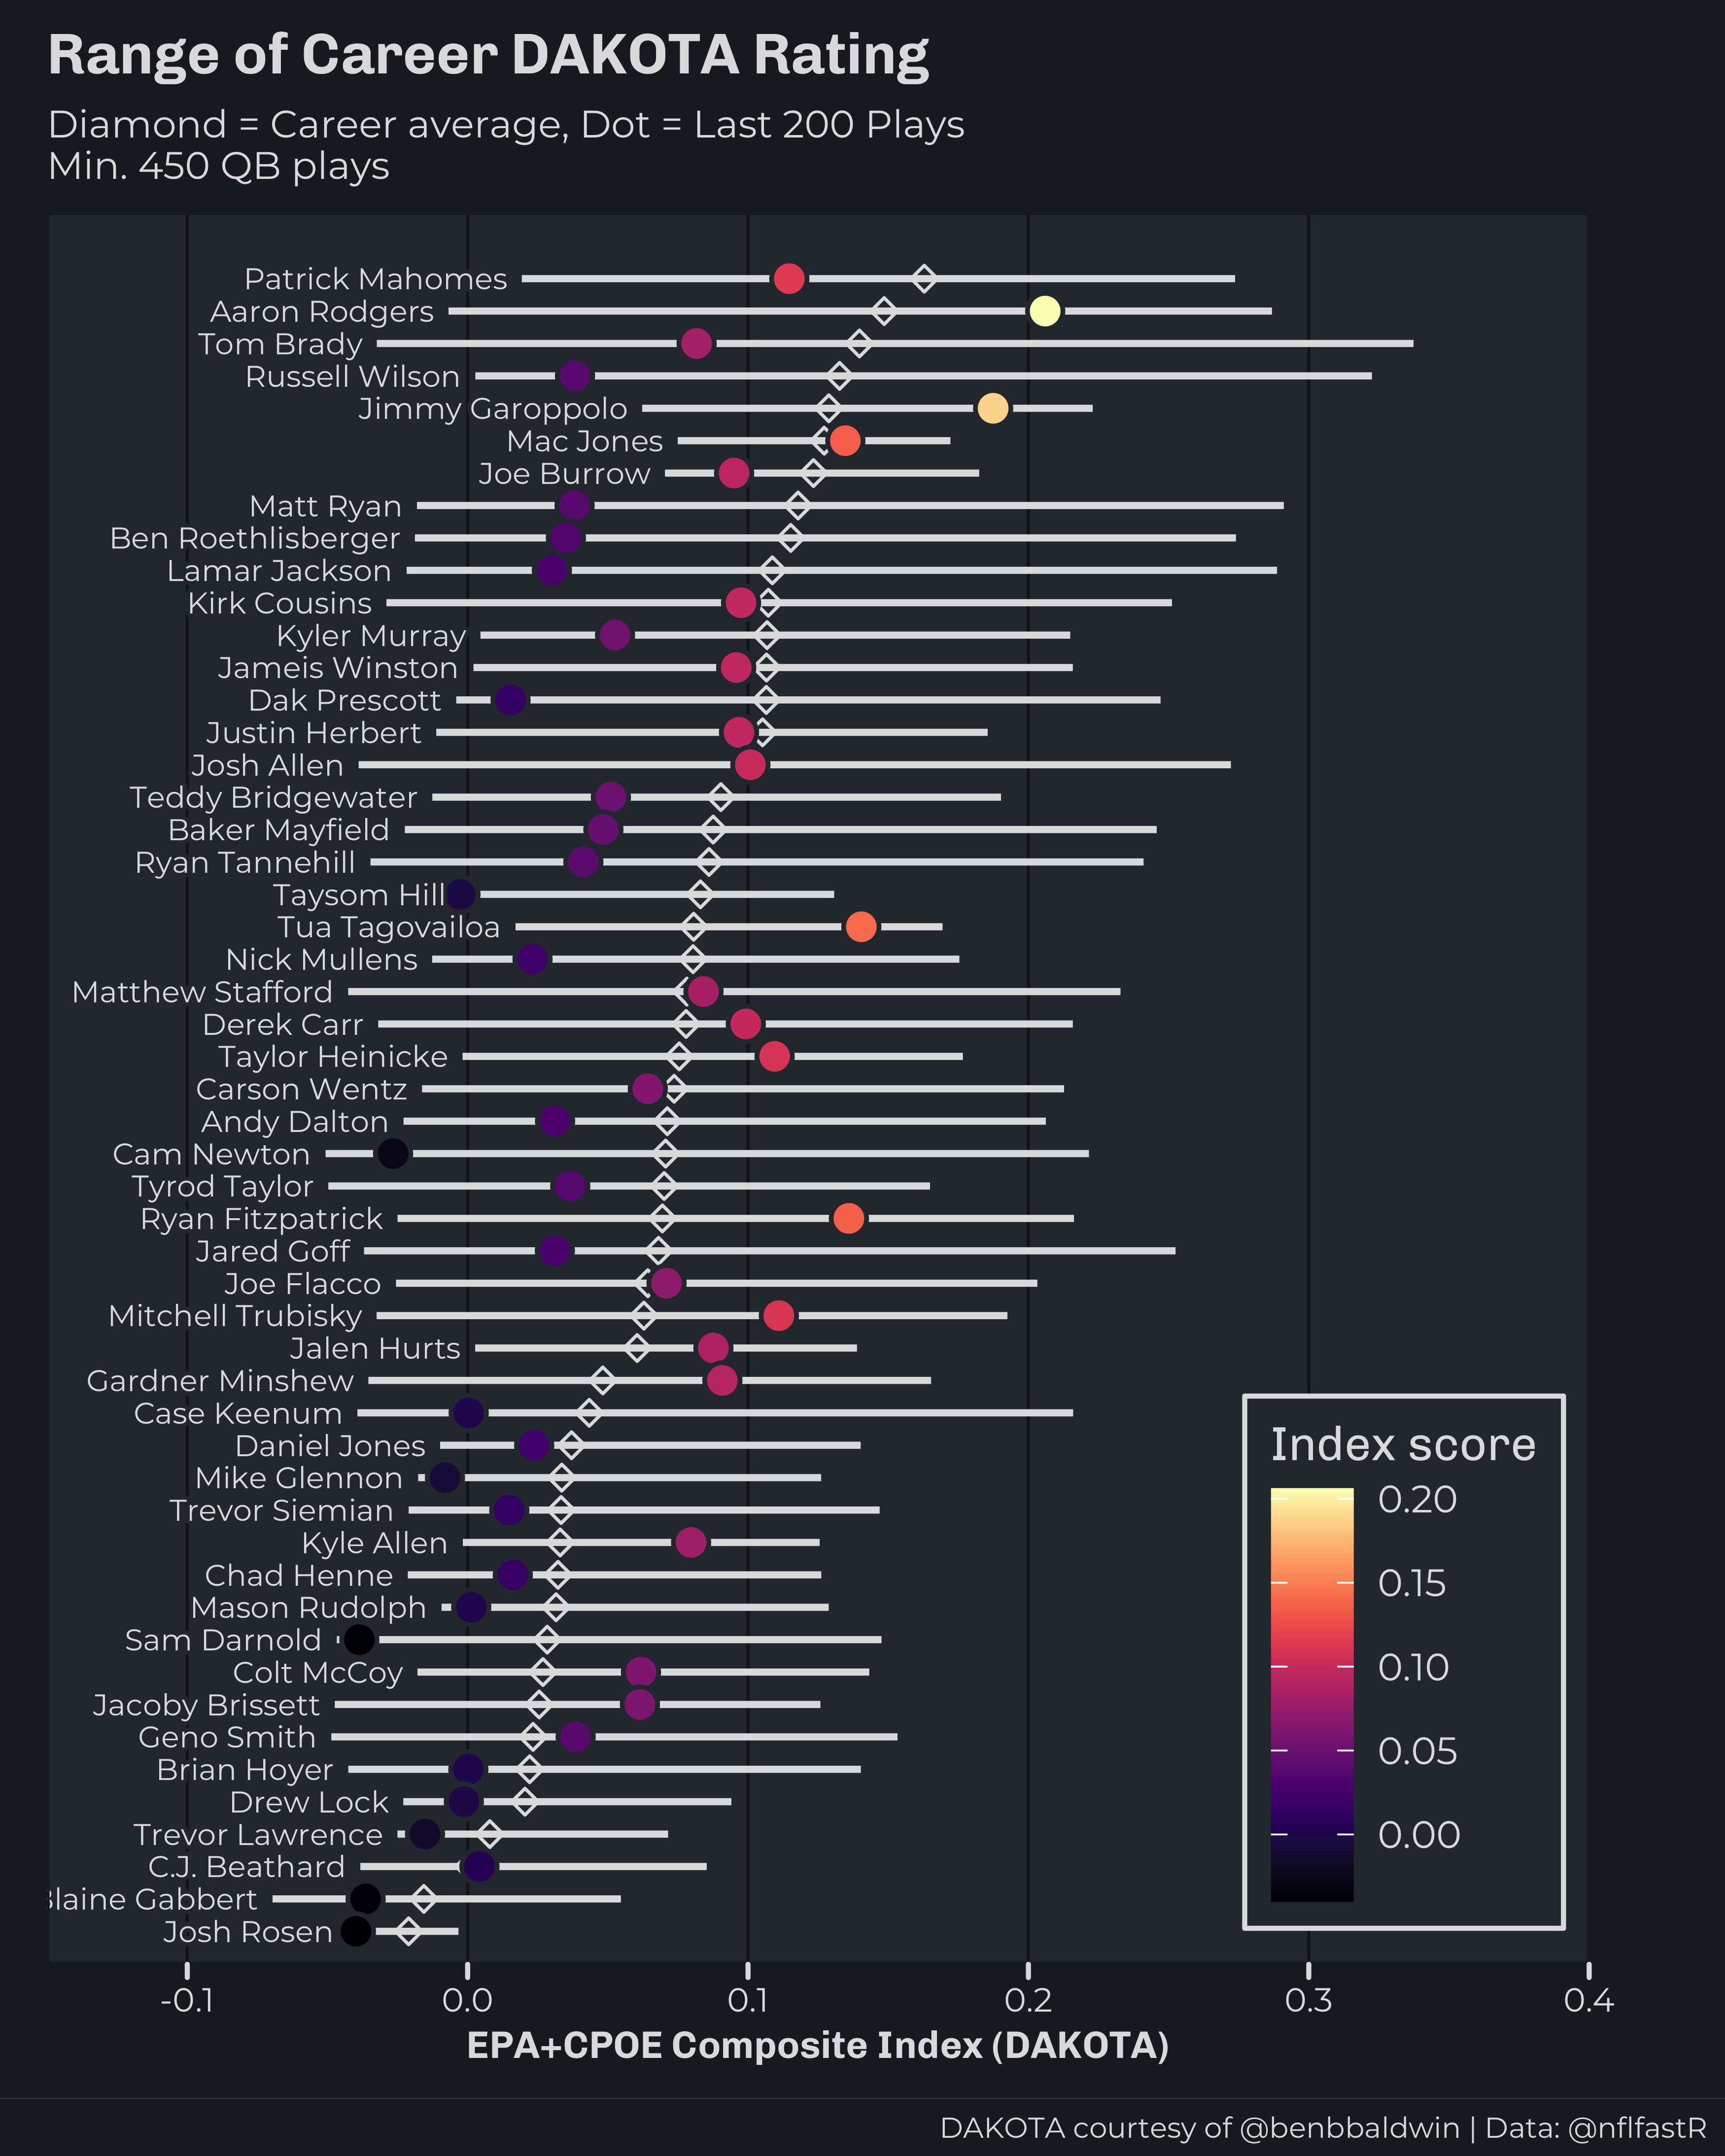 Range of Career DAKOTA Rating
Diamond = Career average, Dot = Last 200 Plays
Min. 450 QB plays
Patrick Mahomes
Aaron Rodgers
Tom Brady
Russell Wilson
Jimmy Garoppolo
Mac Jones
Joe Burrow
Matt Ryan
Ben Roethlisberger
Lamar Jackson
Kirk Cousins
Kyler Murray
Jameis Winston
Dak Prescott
Justin Herbert
Josh Allen
Teddy Bridgewater
Baker Mayfield
Ryan Tannehill
Taysom Hill
Tua Tagovailoa
Nick Mullens
Matthew Stafford
Derek Carr
Taylor Heinicke
Carson Wentz
Andy Dalton
Cam Newton
Tyrod Taylor
Ryan Fitzpatrick
Jared Goff
Joe Flacco
Mitchell Trubisky
Jalen Hurts
Gardner Minshew
Case Keenum
Daniel Jones
Mike Glennon
Trevor Siemian
Kyle Allen
Chad Henne
Mason Rudolph
Sam Darnold
Colt McCoy
Jacoby Brissett
Geno Smith
Brian Hoyer
Drew Lock
Trevor Lawrence
C.J. Beathard
Blaine Gabbert
Josh Rosen
Index score
0.20
0.15
0.10
0.05
0.00
-0.1 0.0 0.1 0.2 0.3 0.4
EPA+CPOE Composite Index (DAKOTA)
DAKOTA courtesy of @benbbaldwin | Data: @nflfastR